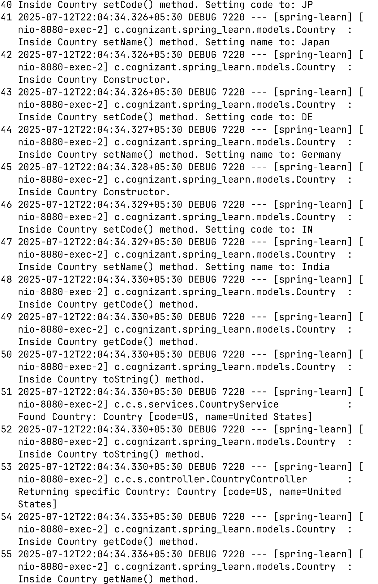 40 Inside Country setCode() method. Setting code to: JP
41 2025-07-12T22:04:34.326+05:30 DEBUG 7220 --- [spring-learn] [
nio-8080-exec-2] c.cognizant.spring_learn.models.Country  :
Inside Country setName() method. Setting name to: Japan
42 2025-07-12T22:04:34.326+05:30 DEBUG 7220 --- [spring-learn] [
nio-8080-exec-2] c.cognizant.spring_learn.models.Country  :
Inside Country Constructor.
43 2025-07-12T22:04:34.326+05:30 DEBUG 7220 --- [spring-learn] [
nio-8080-exec-2] c.cognizant.spring_learn.models.Country  :
Inside Country setCode() method. Setting code to: DE
44 2025-07-12T22:04:34.327+05:30 DEBUG 7220 --- [spring-learn] [
nio-8080-exec-2] c.cognizant.spring_learn.models.Country  :
Inside Country setName() method. Setting name to: Germany
45 2025-07-12T22:04:34.328+05:30 DEBUG 7220 --- [spring-learn] [
nio-8080-exec-2] c.cognizant.spring_learn.models.Country  :
Inside Country Constructor.
46 2025-07-12T22:04:34.329+05:30 DEBUG 7220 --- [spring-learn] [
nio-8080-exec-2] c.cognizant.spring_learn.models.Country  :
Inside Country setCode() method. Setting code to: IN
47 2025-07-12T22:04:34.329+05:30 DEBUG 7220 --- [spring-learn] [
nio-8080-exec-2] c.cognizant.spring_learn.models.Country  :
Inside Country setName() method. Setting name to: India
48 2025-07-12T22:04:34.330+05:30 DEBUG 7220 --- [spring-learn] [
nio-8080-exec-2] c.cognizant.spring_learn.models.Country  :
Inside Country getCode() method.
49 2025-07-12T22:04:34.330+05:30 DEBUG 7220 --- [spring-learn] [
nio-8080-exec-2] c.cognizant.spring_learn.models.Country  :
Inside Country getCode() method.
50 2025-07-12T22:04:34.330+05:30 DEBUG 7220 --- [spring-learn] [
nio-8080-exec-2] c.cognizant.spring_learn.models.Country  :
Inside Country toString() method.
51 2025-07-12T22:04:34.330+05:30 DEBUG 7220 --- [spring-learn] [
nio-8080-exec-2] c.c.s.services.CountryService            :
Found Country: Country [code=US, name=United States]
52 2025-07-12T22:04:34.330+05:30 DEBUG 7220 --- [spring-learn] [
nio-8080-exec-2] c.cognizant.spring_learn.models.Country  :
Inside Country toString() method.
53 2025-07-12T22:04:34.330+05:30 DEBUG 7220 --- [spring-learn] [
nio-8080-exec-2] c.c.s.controller.CountryController       :
Returning specific Country: Country [code=US, name=United
States]
54 2025-07-12T22:04:34.335+05:30 DEBUG 7220 --- [spring-learn] [
nio-8080-exec-2] c.cognizant.spring_learn.models.Country  :
Inside Country getCode() method.
55 2025-07-12T22:04:34.336+05:30 DEBUG 7220 --- [spring-learn] [
nio-8080-exec-2] c.cognizant.spring_learn.models.Country  :
Inside Country getName() method.